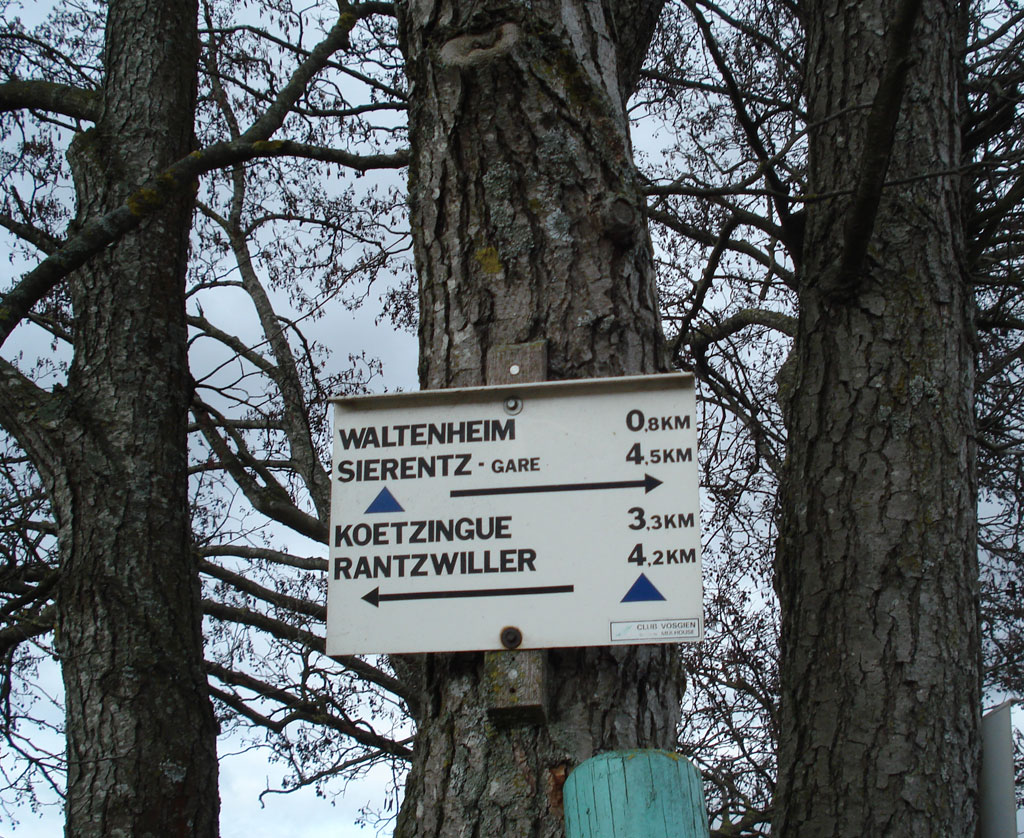 WALTENHEIM 0,8KM
SIERENTZ - GARE 4,5KM
KOETZINGUE 3,3KM
RANTZWILLER 4,2KM
CLUB VOSGIEN
MULHOUSE